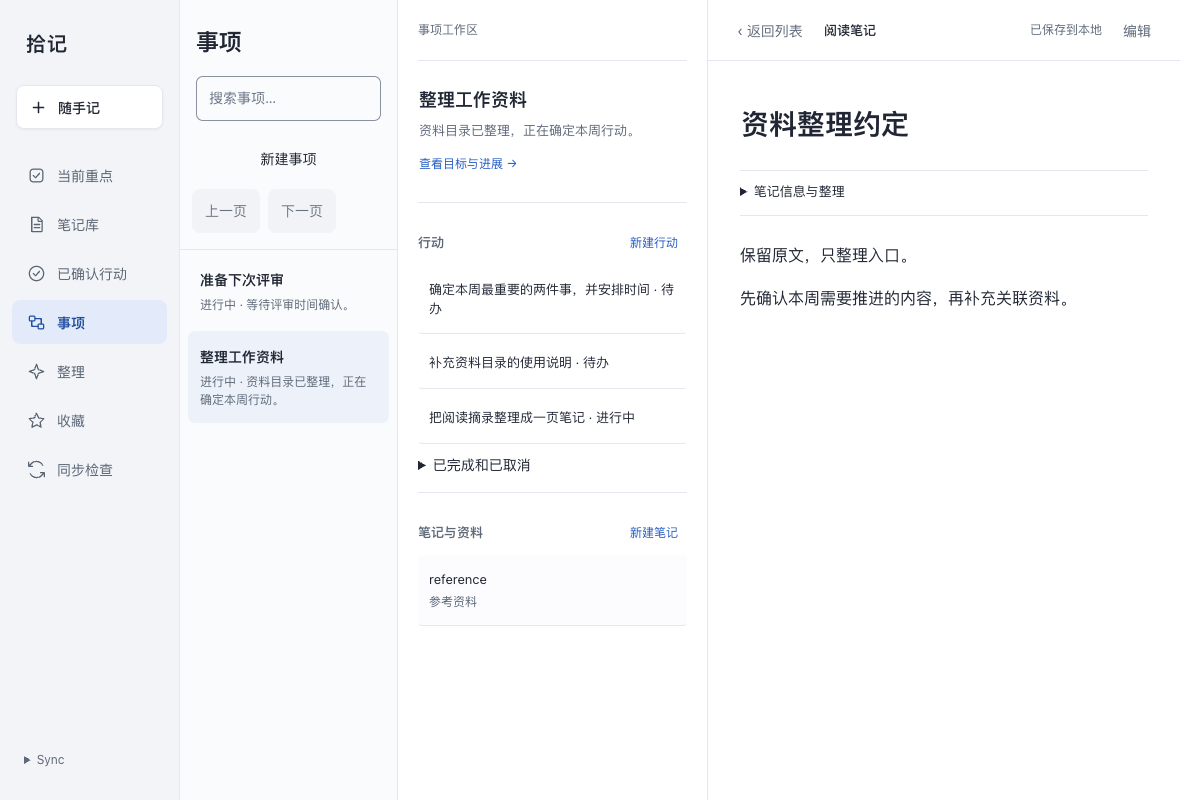 拾记
随手记
当前重点
笔记库
已确认行动
事项
整理
收藏
同步检查
Sync
事项
搜索事项...
新建事项
上一页
下一页
准备下次评审
进行中 · 等待评审时间确认。
整理工作资料
进行中 · 资料目录已整理，正在
确定本周行动。
事项工作区
整理工作资料
资料目录已整理，正在确定本周行动。
查看目标与进展 →
行动
新建行动
确定本周最重要的两件事，并安排时间 · 待
办
补充资料目录的使用说明 · 待办
把阅读摘录整理成一页笔记 · 进行中
已完成和已取消
笔记与资料
新建笔记
reference
参考资料
‹ 返回列表
阅读笔记
已保存到本地
编辑
资料整理约定
笔记信息与整理
保留原文，只整理入口。
先确认本周需要推进的内容，再补充关联资料。